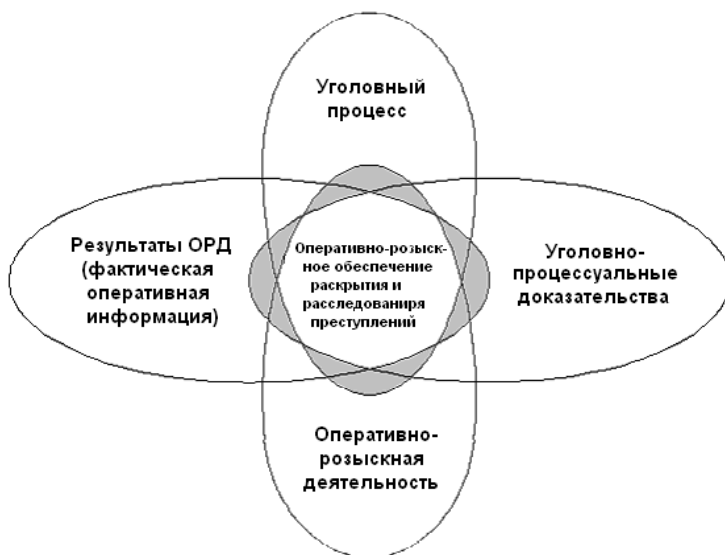 Уголовный
процесс
Результаты ОРД
(фактическая
оперативная
информация)
Оперативно-розыск-
ное обеспечение
раскрытия и
расследованиря
преступлений
Уголовно-
процессуальные
доказательства
Оперативно-
розыскная
деятельность